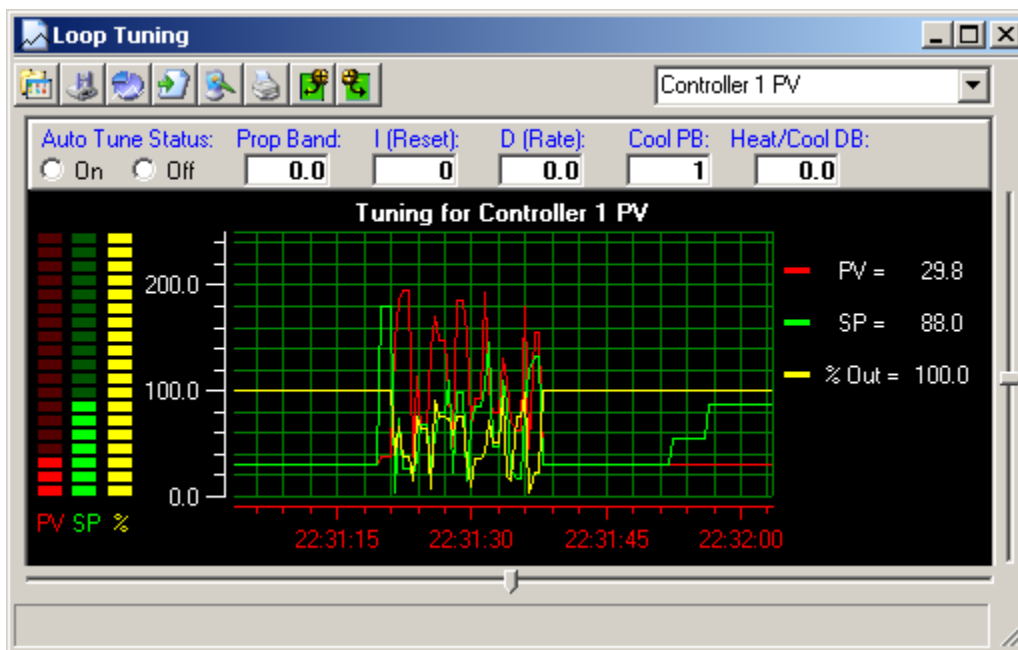 Loop Tuning
Controller 1 PV
Auto Tune Status: Prop Band: I (Reset): D (Rate): Cool PB: Heat/Cool DB:
On Off 0.0 0 0.0 1 0.0
Tuning for Controller 1 PV
200.0
100.0
0.0
PV = 29.8
SP = 88.0
% Out = 100.0
PV SP %
22:31:15 22:31:30 22:31:45 22:32:00